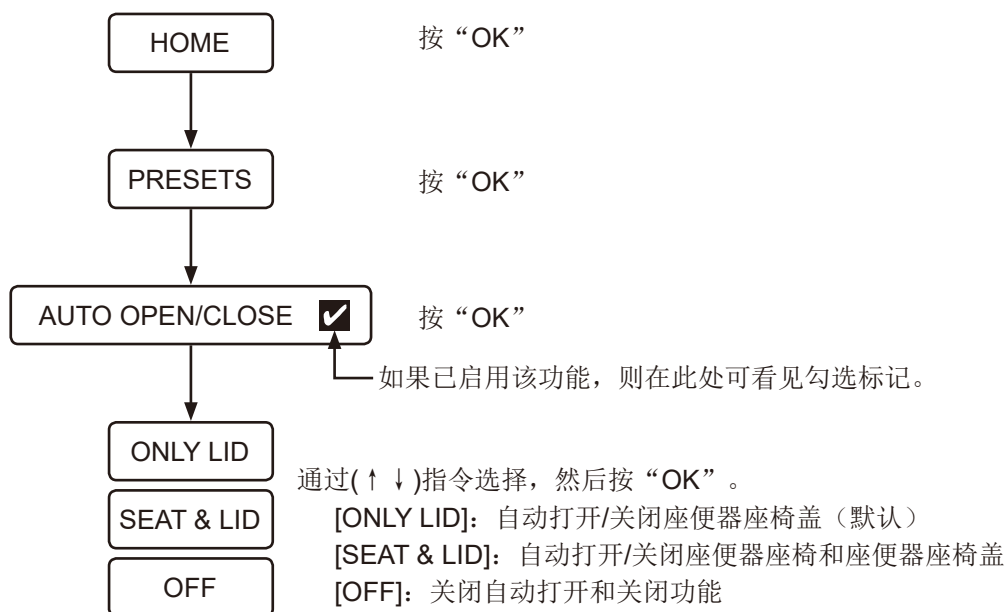 HOME 按“OK”
PRESETS 按“OK”
AUTO OPEN/CLOSE ✔ 按“OK”
如果已启用该功能，则在此处可看见勾选标记。
ONLY LID
通过(↑↓)指令选择，然后按“OK”。
SEAT & LID [ONLY LID]：自动打开/关闭座便器座椅盖（默认）
[SEAT & LID]：自动打开/关闭座便器座椅和座便器座椅盖
OFF [OFF]：关闭自动打开和关闭功能